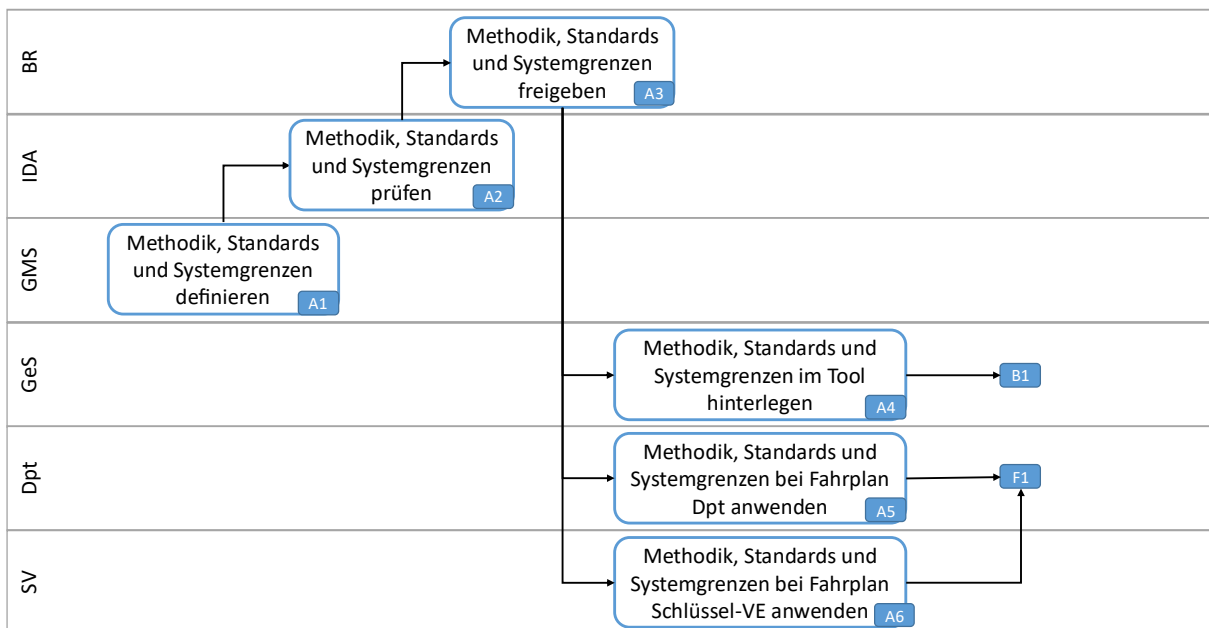 BR
Methodik, Standards
und Systemgrenzen
freigeben
A3
IDA
Methodik, Standards
und Systemgrenzen
prüfen
A2
GMS
Methodik, Standards
und Systemgrenzen
definieren
A1
GeS
Methodik, Standards und
Systemgrenzen im Tool
hinterlegen
A4
B1
Dpt
Methodik, Standards und
Systemgrenzen bei Fahrplan
Dpt anwenden
A5
F1
SV
Methodik, Standards und
Systemgrenzen bei Fahrplan
Schlüssel-VE anwenden
A6